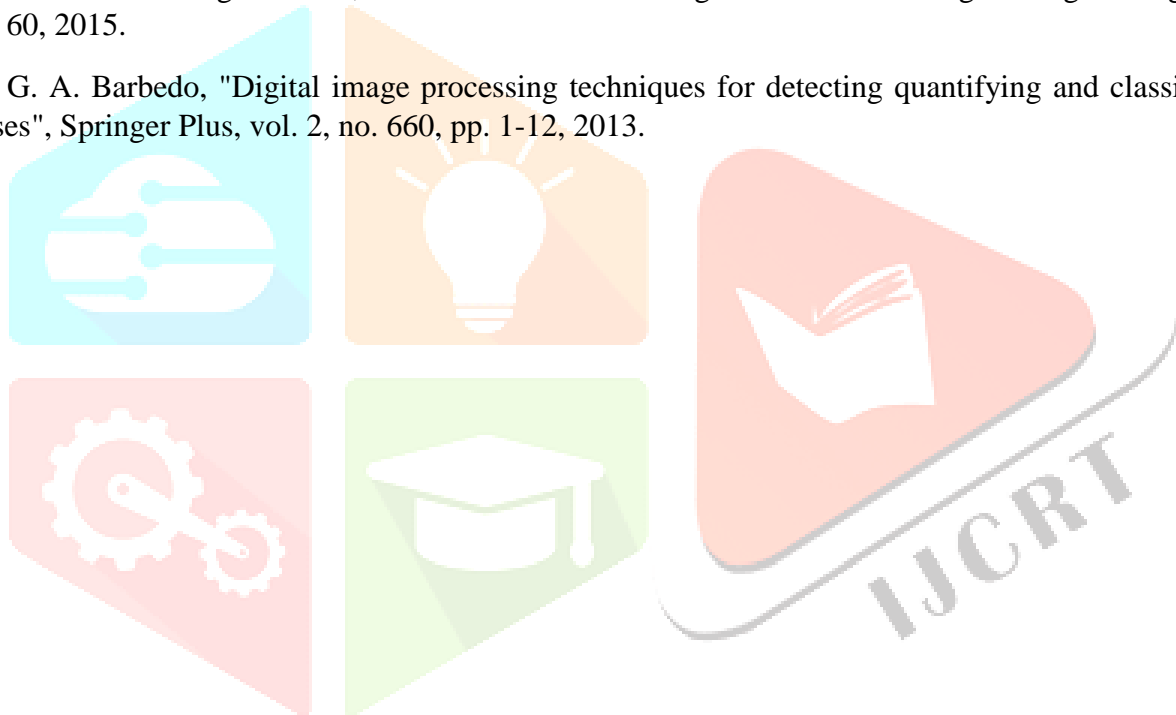 60, 2015.
G. A. Barbedo, "Digital image processing techniques for detecting quantifying and classi
ses", Springer Plus, vol. 2, no. 660, pp. 1-12, 2013.
IJCRT